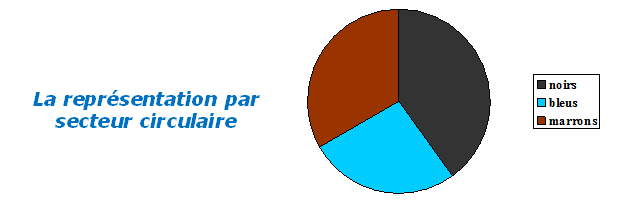 La représentation par
secteur circulaire
noirs
bleus
marrons